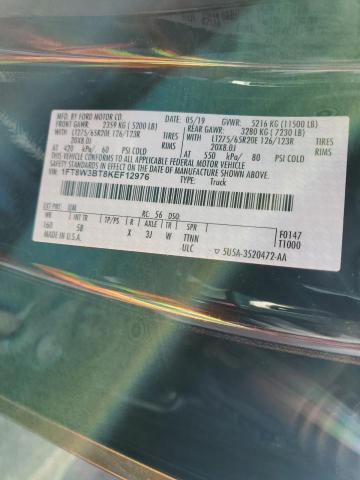 MFD. BY FORD MOTOR CO.
DATE: 05/19 GVWR: 5216 KG (11500 LB)
FRONT GAWR: 2359 KG (5200 LB) REAR GAWR: 3280 KG (7230 LB)
LT275/65R20E 126/123R TIRES LT275/65R20E 126/123R TIRES
20X8.0J RIMS 20X8.0J RIMS
AT 420 kPa/ 60 PSI COLD AT 550 kPa/ 80 PSI COLD
THIS VEHICLE CONFORMS TO ALL APPLICABLE FEDERAL MOTOR VEHICLE
SAFETY STANDARDS IN EFFECT ON THE DATE OF MANUFACTURE SHOWN ABOVE.
VIN: 1FT8W3BT8KEF12976
TYPE: Truck
EXT PNT: UM RC: 56 DSO:
WB INT TR TP/PS R AXLE TR SPR F0147
160 5B X 3J W TTNN T1000
MADE IN U.S.A. ULC 5U5A-3520472-AA